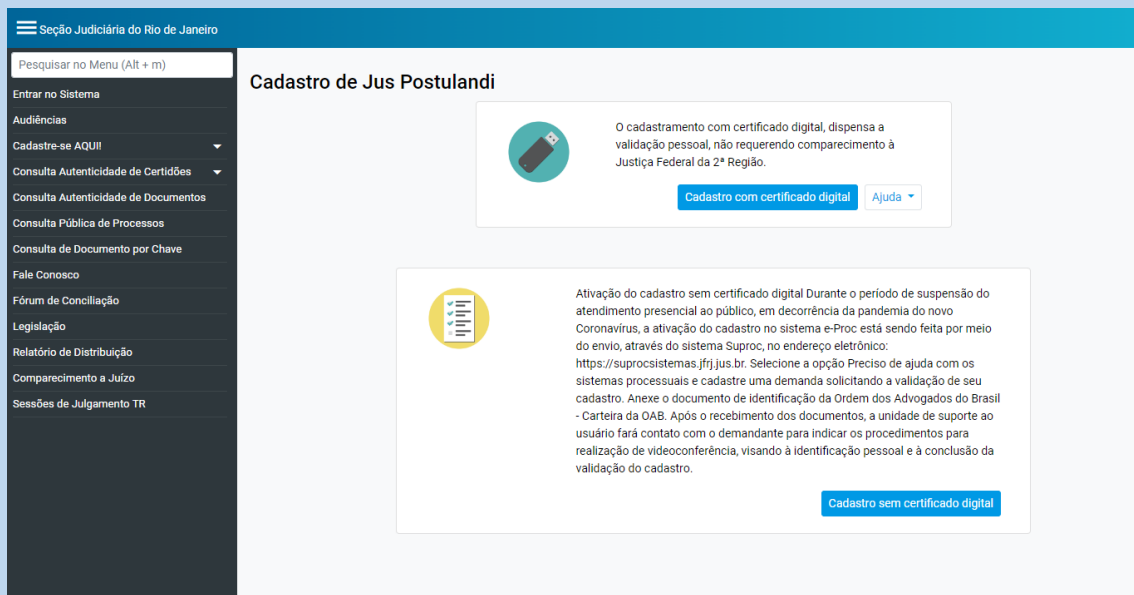 Seção Judiciária do Rio de Janeiro
Pesquisar no Menu (Alt + m)
Entrar no Sistema
Audiências
Cadastre-se AQUI!
Consulta Autenticidade de Certidões
Consulta Autenticidade de Documentos
Consulta Pública de Processos
Consulta de Documento por Chave
Fale Conosco
Fórum de Conciliação
Legislação
Relatório de Distribuição
Comparecimento a Juízo
Sessões de Julgamento TR
Cadastro de Jus Postulandi
O cadastramento com certificado digital, dispensa a
validação pessoal, não requerendo comparecimento à
Justiça Federal da 2ª Região.
Cadastro com certificado digital
Ajuda
Ativação do cadastro sem certificado digital Durante o período de suspensão do
atendimento presencial ao público, em decorrência da pandemia do novo
Coronavírus, a ativação do cadastro no sistema e-Proc está sendo feita por meio
do envio, através do sistema Suproc, no endereço eletrônico:
https://suprocsistemas.jfrj.jus.br. Selecione a opção Preciso de ajuda com os
sistemas processuais e cadastre uma demanda solicitando a validação de seu
cadastro. Anexe o documento de identificação da Ordem dos Advogados do Brasil
- Carteira da OAB. Após o recebimento dos documentos, a unidade de suporte ao
usuário fará contato com o demandante para indicar os procedimentos para
realização de videoconferência, visando à identificação pessoal e à conclusão da
validação do cadastro.
Cadastro sem certificado digital